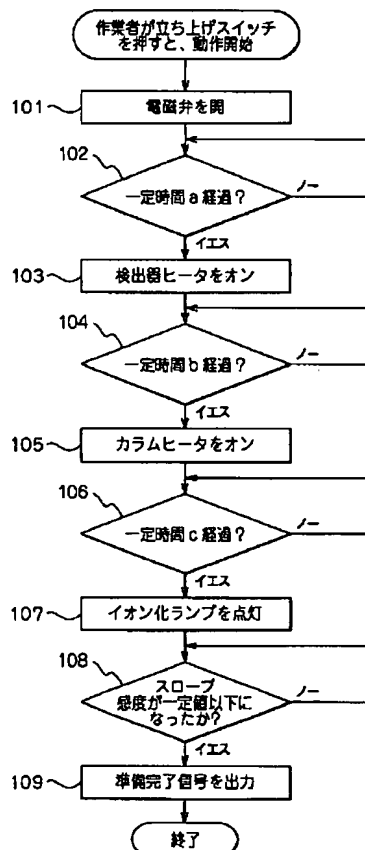 作業者が立ち上げスイッチ
を押すと、動作開始
101
電磁弁を開
102
一定時間a経過?
ノー
イエス
103
検出器ヒータをオン
104
一定時間b経過?
ノー
イエス
105
カラムヒータをオン
106
一定時間c経過?
ノー
イエス
107
イオン化ランプを点灯
108
スロープ
感度が一定値以下に
なったか?
ノー
イエス
109
準備完了信号を出力
終了